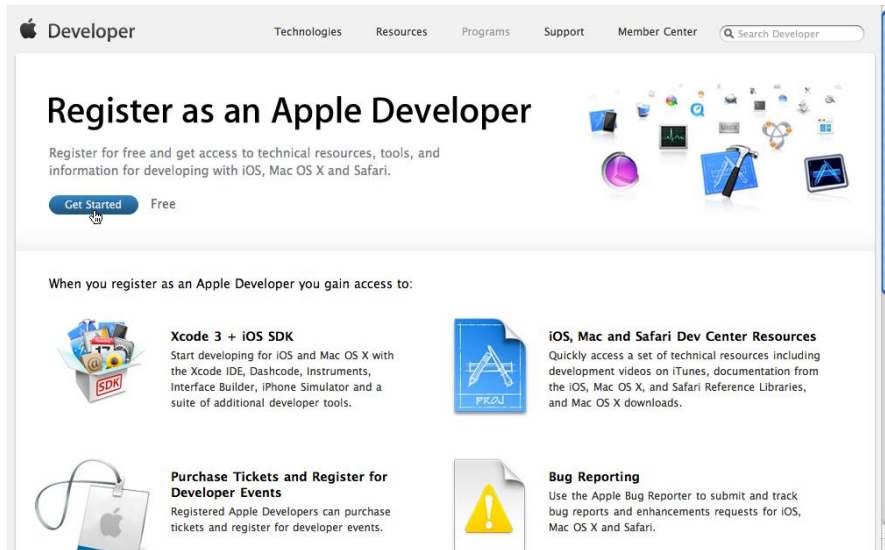 Developer
Technologies Resources Programs Support Member Center Search Developer
Register as an Apple Developer
Register for free and get access to technical resources, tools, and
information for developing with iOS, Mac OS X and Safari.
Get Started Free
When you register as an Apple Developer you gain access to:
Xcode 3 + iOS SDK
Start developing for iOS and Mac OS X with
the Xcode IDE, Dashcode, Instruments,
Interface Builder, iPhone Simulator and a
suite of additional developer tools.
17
SDK
iOS, Mac and Safari Dev Center Resources
Quickly access a set of technical resources including
development videos on iTunes, documentation from
the iOS, Mac OS X, and Safari Reference Libraries,
and Mac OS X downloads.
PROJ
Purchase Tickets and Register for
Developer Events
Registered Apple Developers can purchase
tickets and register for developer events.
Bug Reporting
Use the Apple Bug Reporter to submit and track
bug reports and enhancements requests for iOS,
Mac OS X and Safari.